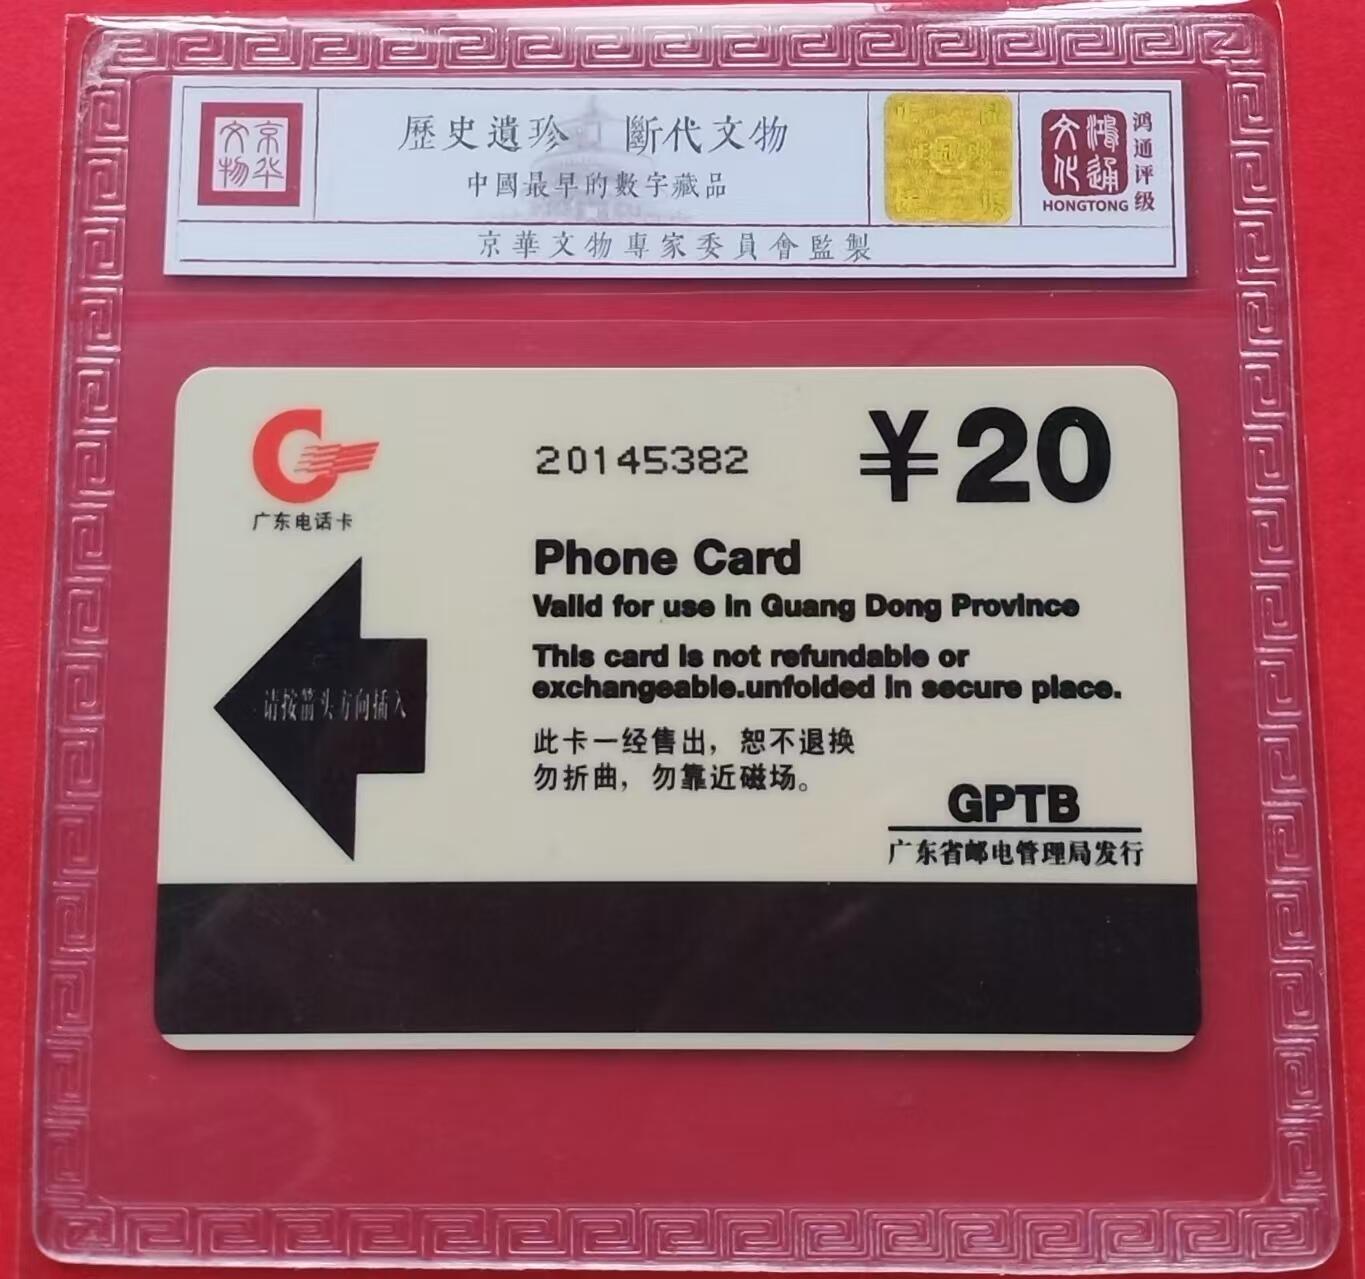 京华文物
歷史遺珍 斷代文物
中國最早的數字藏品
京華文物專家委員會監製
鸿通文化
HONGTONG
鸿通评级
广东电话卡
20145382
¥20
Phone Card
Valid for use in Guang Dong Province
This card is not refundable or
exchangeable.unfolded in secure place.
请按箭头方向插入
此卡一经售出，恕不退换
勿折曲，勿靠近磁场。
GPTB
广东省邮电管理局发行